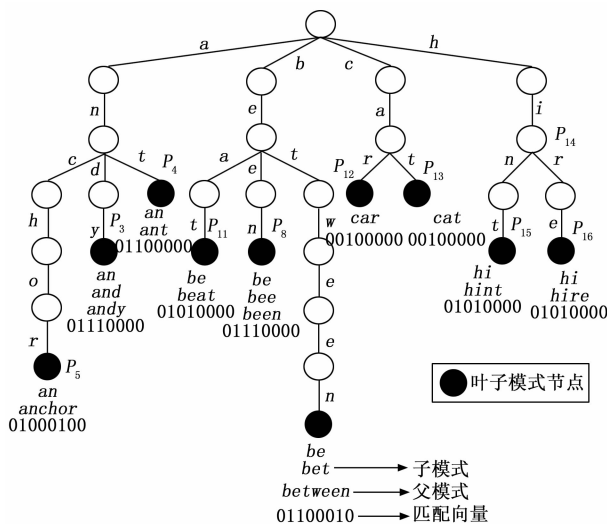 a b c h
n e a i
P14
c d t P4 a e t P12 r t P13 n r
h y P3 an t P11 n P8 w car cat t P15 e P16
ant
01100000
00100000 00100000
o an be be e hi hi
and beat bee hint hire
andy 01010000 been 01010000 01010000
01110000 01110000
r P5 e
an n
anchor
01000100
叶子模式节点
be
bet 子模式
between 父模式
01100010 匹配向量